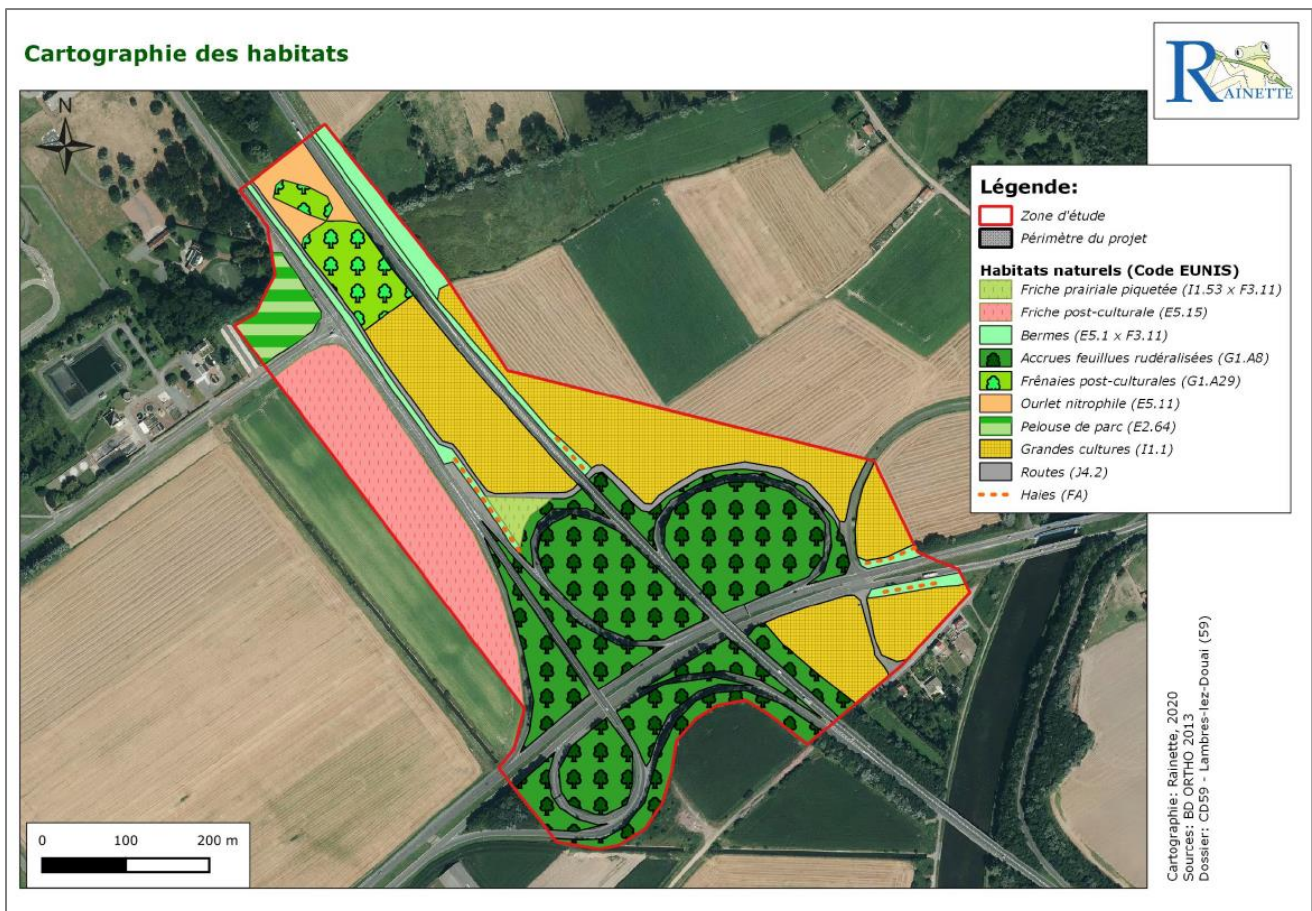 Cartographie des habitats
RAINETTE
N
Légende:
Zone d'étude
Périmètre du projet
Habitats naturels (Code EUNIS)
Friche prairiale piquetée (I1.53 x F3.11)
Friche post-culturale (E5.15)
Bermes (E5.1 x F3.11)
Accrues feuillues rudéralisées (G1.A8)
Frênaies post-culturales (G1.A29)
Ourlet nitrophile (E5.11)
Pelouse de parc (E2.64)
Grandes cultures (I1.1)
Routes (J4.2)
Haies (FA)
0 100 200 m
Cartographie: Rainette, 2020
Sources: BD ORTHO 2013
Dossier: CD59 - Lambres-lez-Douai (59)